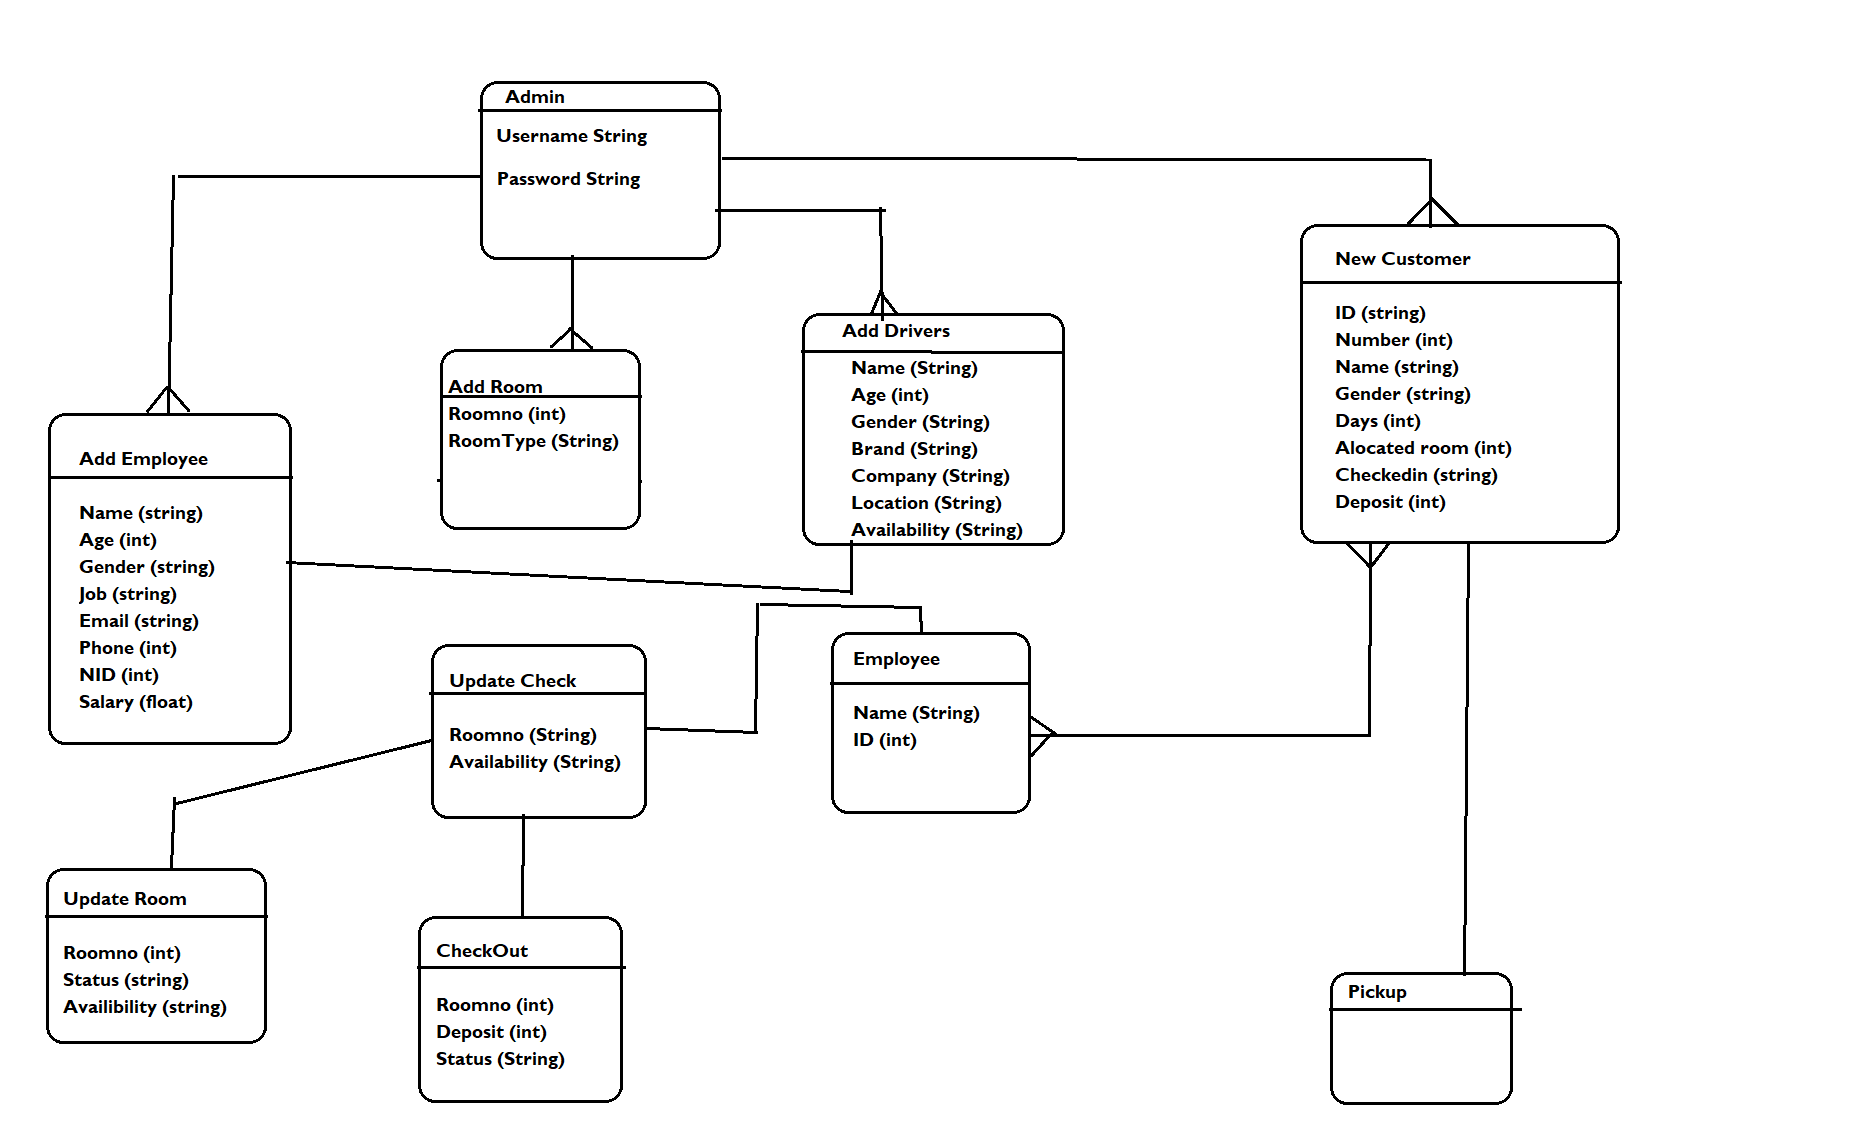 Admin
Username String
Password String
New Customer
ID (string)
Number (int)
Name (string)
Gender (string)
Days (int)
Alocated room (int)
Checkedin (string)
Deposit (int)
Add Drivers
Name (String)
Age (int)
Gender (String)
Brand (String)
Company (String)
Location (String)
Availability (String)
Add Room
Roomno (int)
RoomType (String)
Add Employee
Name (string)
Age (int)
Gender (string)
Job (string)
Email (string)
Phone (int)
NID (int)
Salary (float)
Update Check
Roomno (String)
Availability (String)
Employee
Name (String)
ID (int)
Update Room
Roomno (int)
Status (string)
Availibility (string)
CheckOut
Roomno (int)
Deposit (int)
Status (String)
Pickup